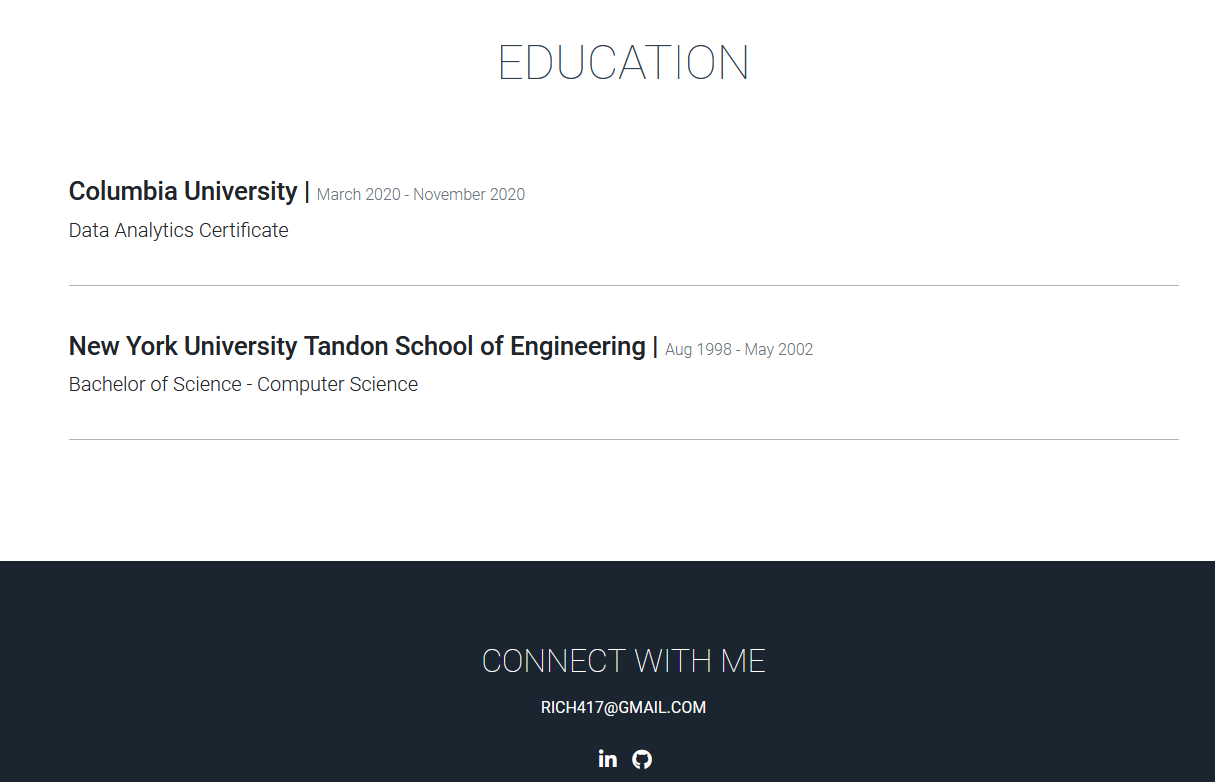 EDUCATION
Columbia University | March 2020 - November 2020
Data Analytics Certificate
New York University Tandon School of Engineering | Aug 1998 - May 2002
Bachelor of Science - Computer Science
CONNECT WITH ME
RICH417@GMAIL.COM
in